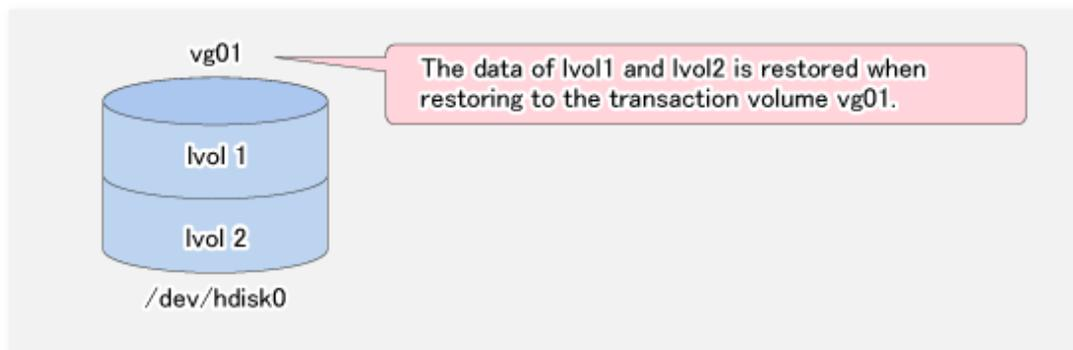 vg01
The data of lvol1 and lvol2 is restored when
restoring to the transaction volume vg01.
lvol 1
lvol 2
/dev/hdisk0